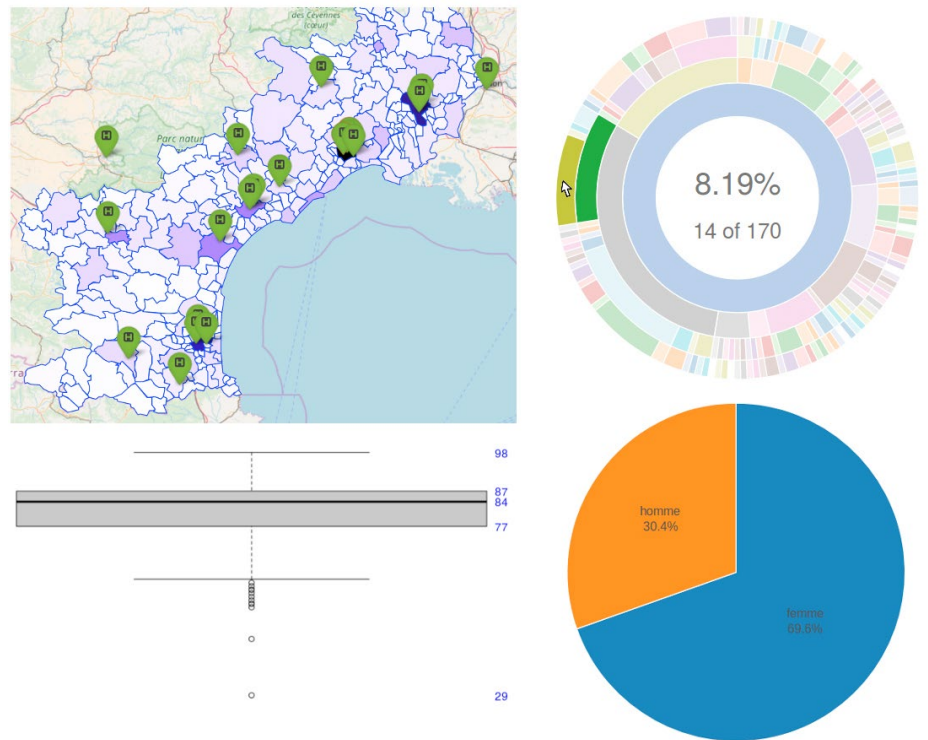 des Cévennes
(cœur)
Parc natur
H
H
H
H
H
H
H
H
H
H
H
H
H
H
8.19%
14 of 170
98
87
84
77
29
homme
30.4%
femme
69.6%